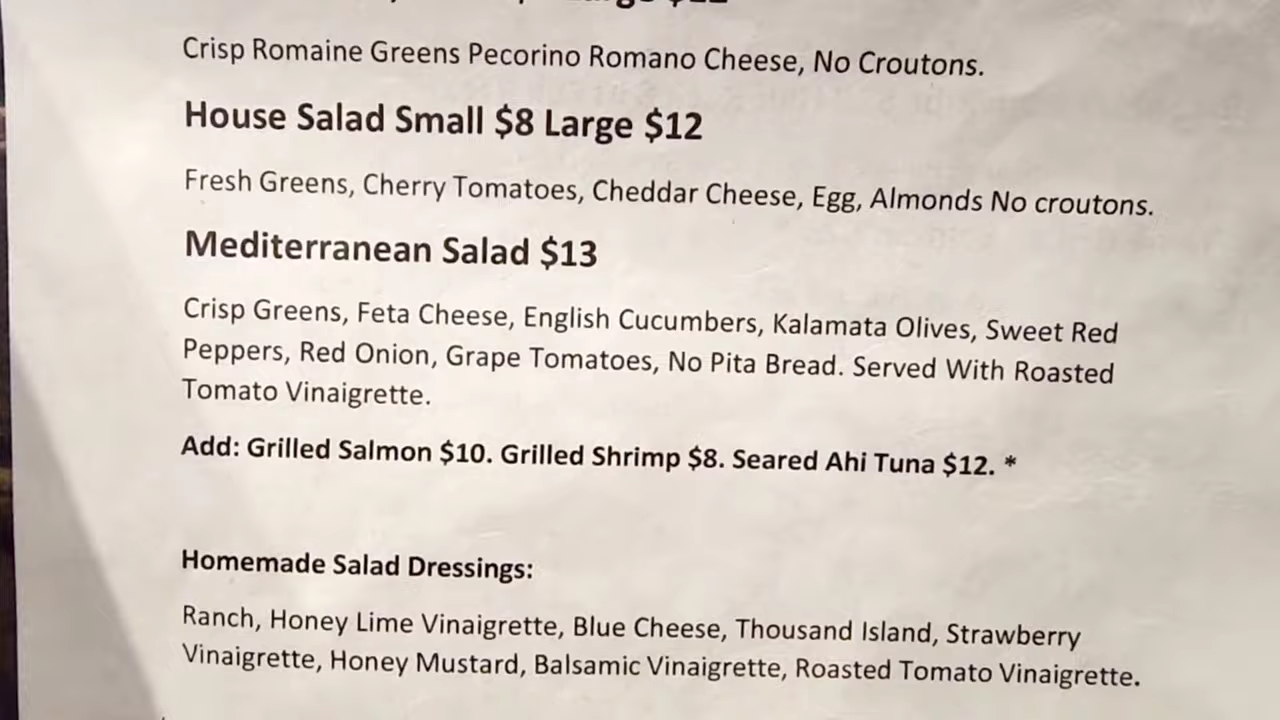 Crisp Romaine Greens Pecorino Romano Cheese, No Croutons.
House Salad Small $8 Large $12
Fresh Greens, Cherry Tomatoes, Cheddar Cheese, Egg, Almonds No croutons.
Mediterranean Salad $13
Crisp Greens, Feta Cheese, English Cucumbers, Kalamata Olives, Sweet Red
Peppers, Red Onion, Grape Tomatoes, No Pita Bread. Served With Roasted
Tomato Vinaigrette.
Add: Grilled Salmon $10. Grilled Shrimp $8. Seared Ahi Tuna $12. *
Homemade Salad Dressings:
Ranch, Honey Lime Vinaigrette, Blue Cheese, Thousand Island, Strawberry
Vinaigrette, Honey Mustard, Balsamic Vinaigrette, Roasted Tomato Vinaigrette.